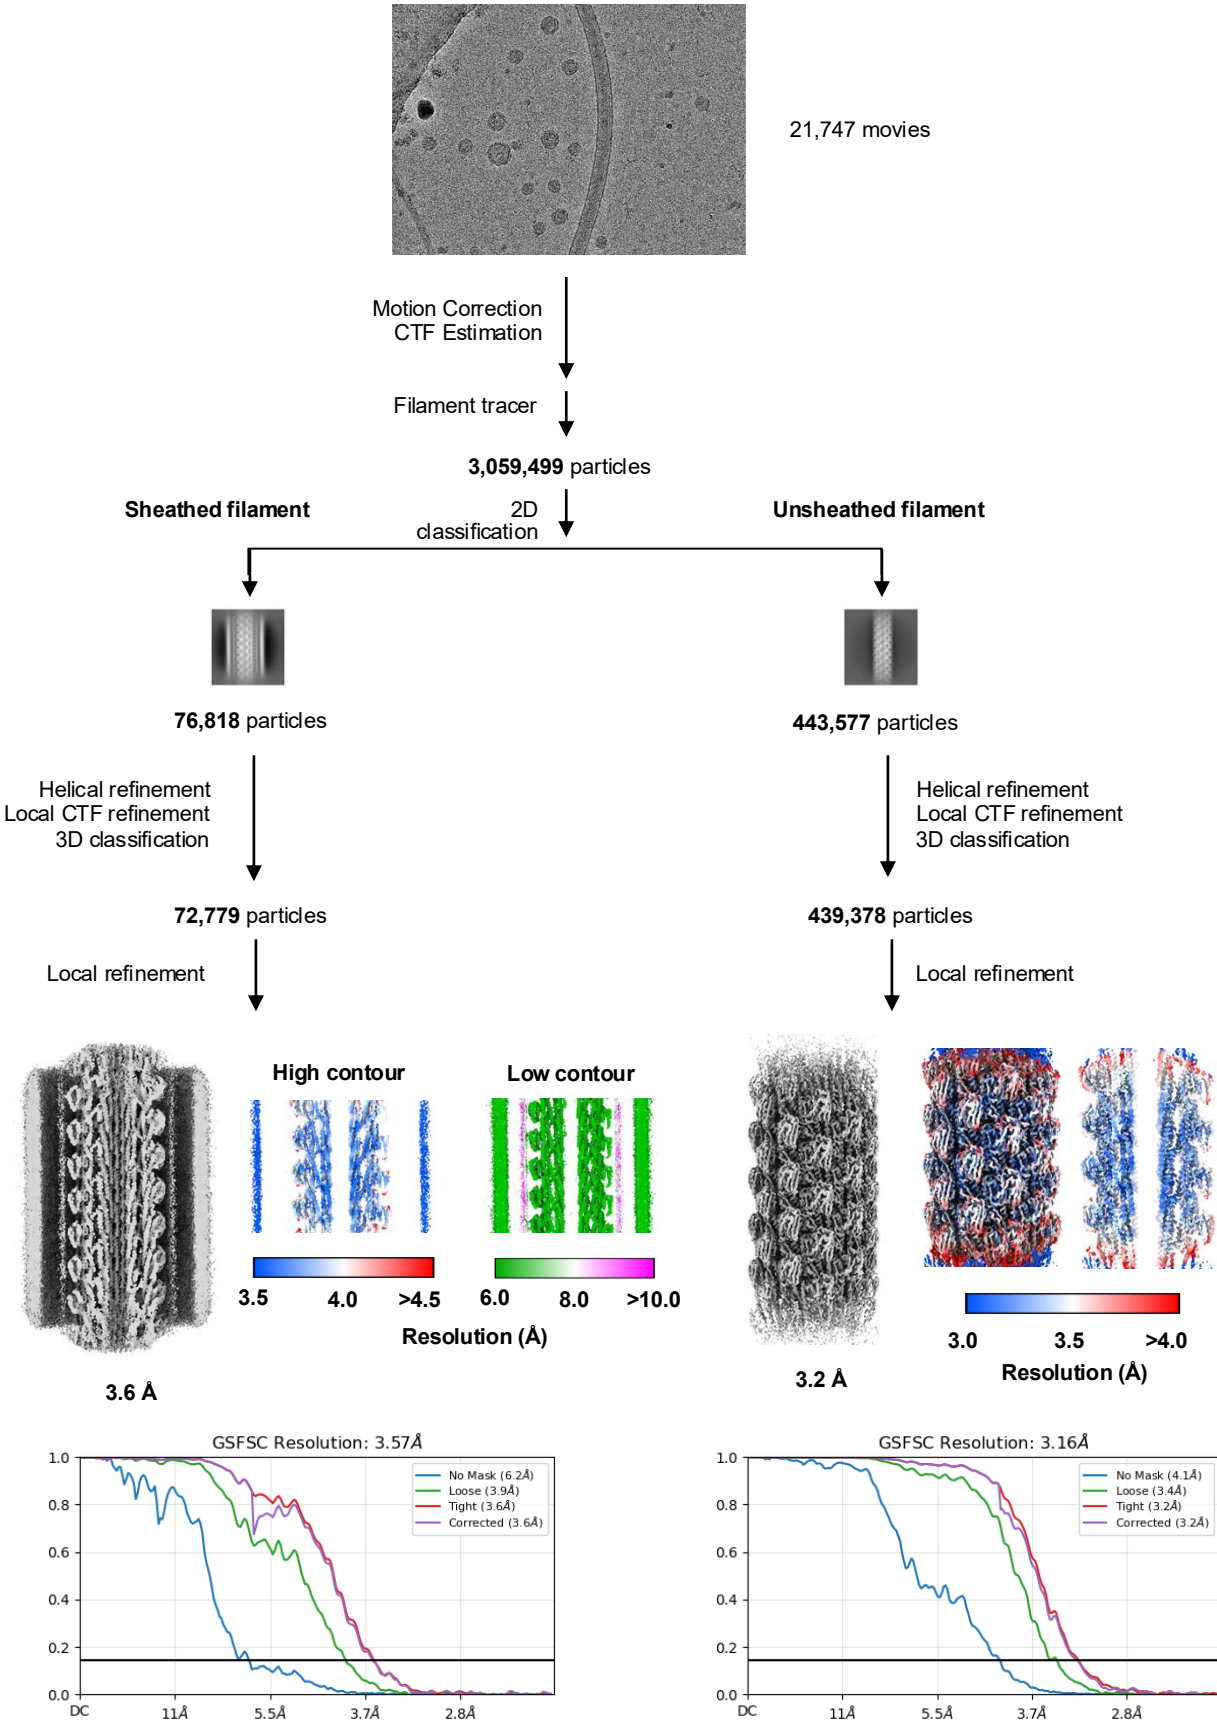 21,747 movies
Motion Correction
CTF Estimation
Filament tracer
3,059,499 particles
Sheathed filament
2D
classification
Unsheathed filament
76,818 particles
443,577 particles
Helical refinement
Local CTF refinement
3D classification
Helical refinement
Local CTF refinement
3D classification
72,779 particles
439,378 particles
Local refinement
Local refinement
High contour
Low contour
3.5 4.0 >4.5
6.0 8.0 >10.0
Resolution (Å)
3.6 Å
3.0 3.5 >4.0
Resolution (Å)
3.2 Å
GSFSC Resolution: 3.57Å
1.0
0.8
0.6
0.4
0.2
0.0
No Mask (6.2Å)
Loose (3.9Å)
Tight (3.6Å)
Corrected (3.6Å)
DC 11Å 5.5Å 3.7Å 2.8Å
GSFSC Resolution: 3.16Å
1.0
0.8
0.6
0.4
0.2
0.0
No Mask (4.1Å)
Loose (3.4Å)
Tight (3.2Å)
Corrected (3.2Å)
DC 11Å 5.5Å 3.7Å 2.8Å